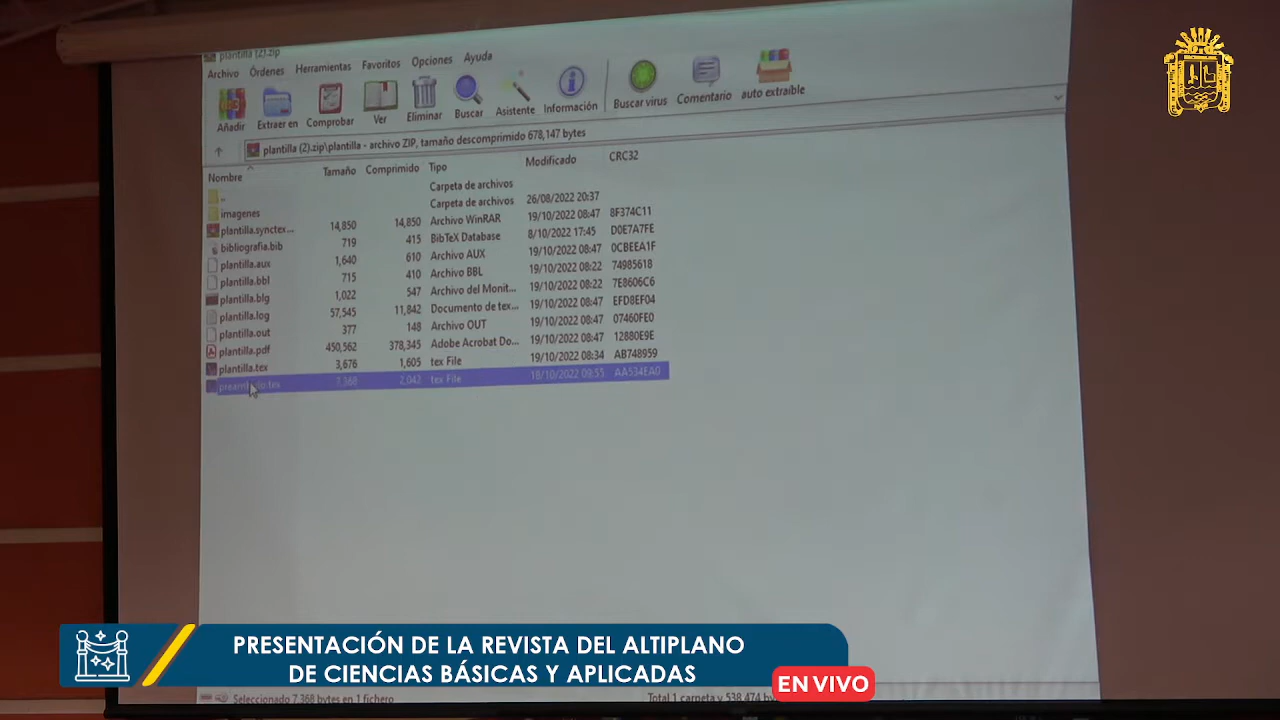 plantilla (2).zip
Archivo Órdenes Herramientas Favoritos Opciones Ayuda
Añadir Extraer en Comprobar Ver Eliminar Buscar Asistente Información Buscar virus Comentario auto extraíble
plantilla (2).zip\plantilla - archivo ZIP, tamaño descomprimido 678,147 bytes
Nombre Tamaño Comprimido Tipo Modificado CRC32
.. Carpeta de archivos
imagenes Carpeta de archivos 26/08/2022 20:37
plantilla.synctex... 14,850 14,850 Archivo WinRAR 19/10/2022 08:47 8F374C11
bibliografia.bib 719 415 BibTeX Database 8/10/2022 17:45 D0E7A7FE
plantilla.aux 1,640 610 Archivo AUX 19/10/2022 08:47 0CBEEA1F
plantilla.bbl 715 410 Archivo BBL 19/10/2022 08:22 74985618
plantilla.blg 1,022 547 Archivo del Monit... 19/10/2022 08:22 7E8606C6
plantilla.log 57,545 11,842 Documento de tex... 19/10/2022 08:47 EFD8EF04
plantilla.out 377 148 Archivo OUT 19/10/2022 08:47 07460FE0
plantilla.pdf 450,562 378,345 Adobe Acrobat Do... 19/10/2022 08:47 12880E9E
plantilla.tex 3,676 1,605 tex File 19/10/2022 08:34 AB748959
7,368 2,042 tex File 18/10/2022 09:55 AA534EA0
Seleccionado 7,368 bytes en 1 fichero Total 1 carpeta y 538,474 by
PRESENTACIÓN DE LA REVISTA DEL ALTIPLANO
DE CIENCIAS BÁSICAS Y APLICADAS
EN VIVO